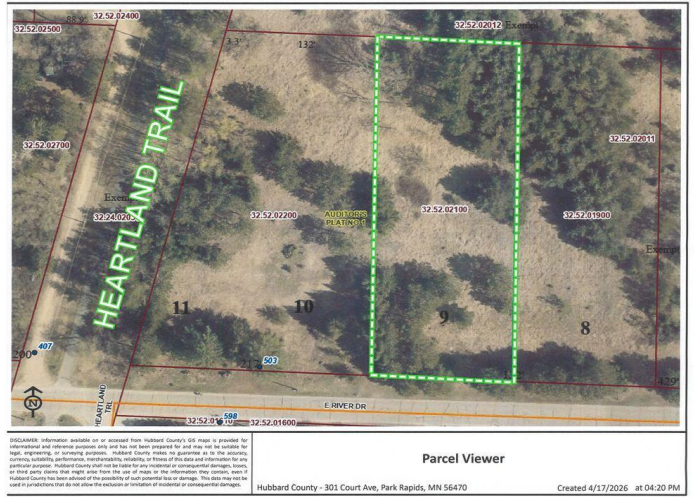 32.52.02400
88.9'
32.52.02500
32.52.02012
Exempt
3.3'
132'
HEARTLAND TRAIL
32.52.02700
32.52.02011
Exem
32.24.020
32.52.02200
AUDITOR'S
PLAT NO
32.52.02100
32.52.01900
Exempt
11
10
9
8
200'
407
503
429'
N
HEARTLAND
TRL
E RIVER DR
598
32.52.01600
DISCLAIMER: Information available on or accessed from Hubbard County's GIS maps is provided for
informational and reference purposes only and has not been prepared for and may not be suitable for
legal, engineering, or surveying purposes. Hubbard County makes no guarantee as to the accuracy,
currency, suitability, performance, merchantability, reliability, or fitness of this data and information for any
particular purpose. Hubbard County shall not be liable for any incidental or consequential damages, losses,
or third party claims that might arise from the use of maps or the information they contain, even if
Hubbard County has been advised of the possibility of such potential loss or damage. This data may not be
used in jurisdictions that do not allow the exclusion or limitation of incidental or consequential damages.
Parcel Viewer
Hubbard County - 301 Court Ave, Park Rapids, MN 56470
Created 4/17/2026 at 04:20 PM